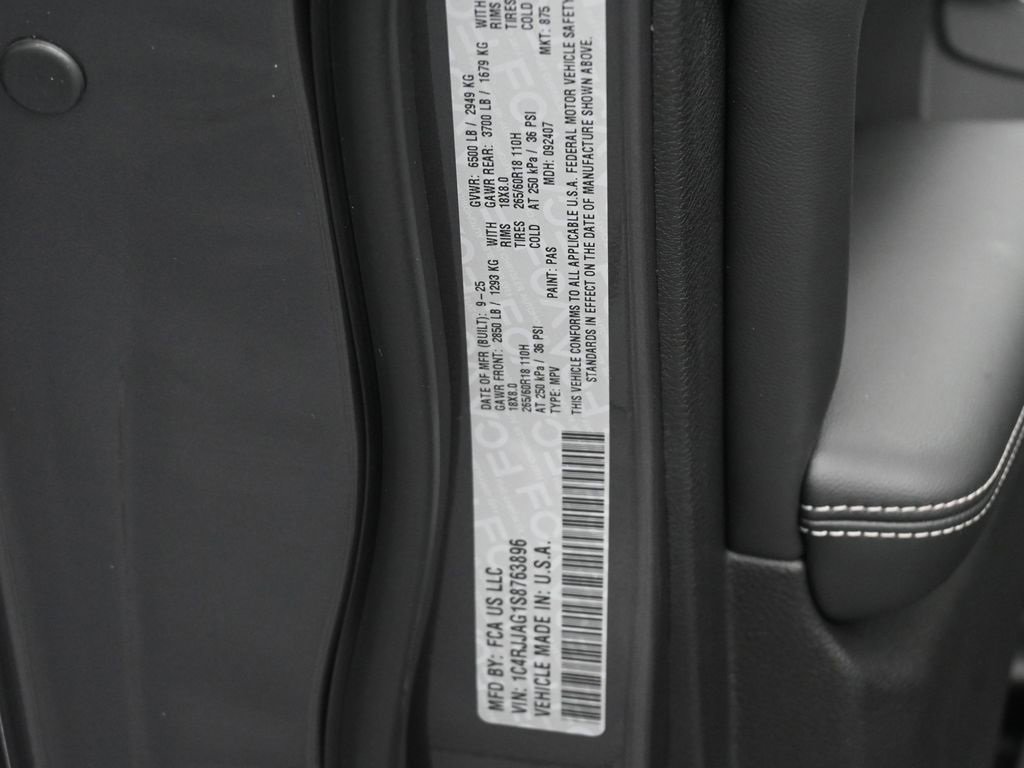 MFD BY: FCA US LLC
VIN: 1C4RJJAG1S8763896
VEHICLE MADE IN: U.S.A.
DATE OF MFR (BUILT): 9-25 GVWR: 6500 LB / 2949 KG
GAWR FRONT: 2850 LB / 1293 KG WITH GAWR REAR: 3700 LB / 1679 KG WITH
18X8.0 RIMS 18X8.0 RIMS
265/60R18 110H TIRES 265/60R18 110H TIRES
AT 250 kPa / 36 PSI COLD AT 250 kPa / 36 PSI COLD
TYPE: MPV PAINT: PAS MDH: 092407 MKT: 875
THIS VEHICLE CONFORMS TO ALL APPLICABLE U.S.A. FEDERAL MOTOR VEHICLE SAFETY
STANDARDS IN EFFECT ON THE DATE OF MANUFACTURE SHOWN ABOVE.